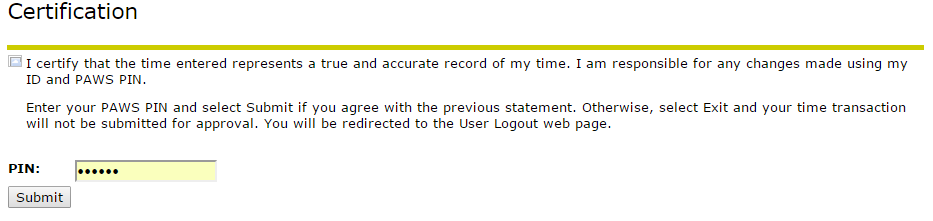 Certification
I certify that the time entered represents a true and accurate record of my time. I am responsible for any changes made using my
ID and PAWS PIN.
Enter your PAWS PIN and select Submit if you agree with the previous statement. Otherwise, select Exit and your time transaction
will not be submitted for approval. You will be redirected to the User Logout web page.
PIN: ••••••
Submit